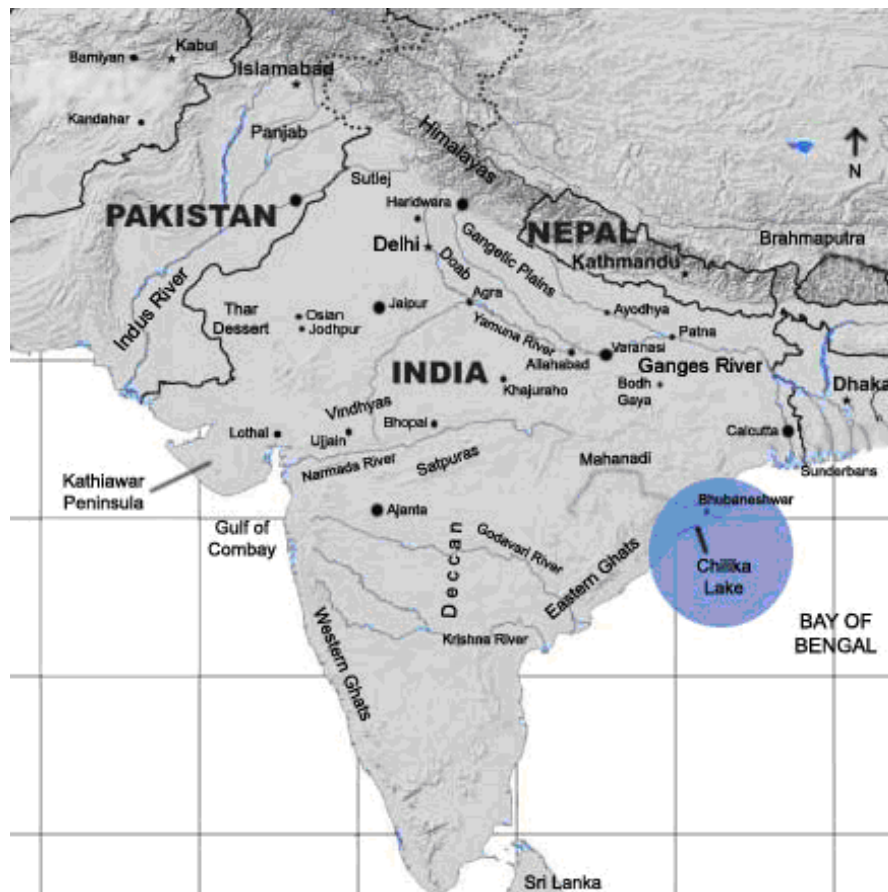 Bamiyan
Kabul
Islamabad
Kandahar
Panjab
Himalayas
N
Sutlej
PAKISTAN
Haridwara
NEPAL
Delhi
Doab
Gangelic Plains
Kathmandu
Brahmaputra
Indus River
Thar
Dessert
Osian
Jodhpur
Jaipur
Agra
Ayodhya
Yamuna River
Patna
Varanasi
Allahabad
Ganges River
INDIA
Khajuraho
Bodh
Gaya
Dhaka
Vindhyas
Lothal
Ujjain
Bhopal
Calcutta
Narmada River
Satpuras
Mahanadi
Sunderbans
Kathiawar
Peninsula
Bhubaneshwar
Ajanta
Gulf of
Combay
Deccan
Godavari River
Eastern Ghats
Chilika
Lake
Western Ghats
Krishna River
BAY OF
BENGAL
Sri Lanka